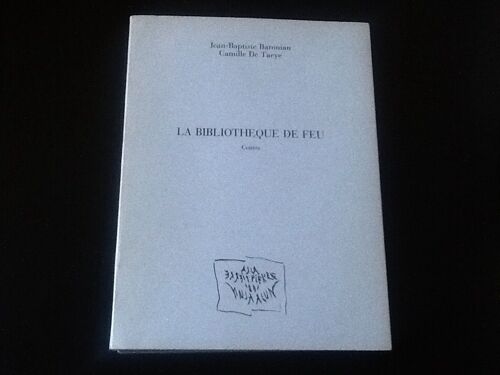 Jean-Baptiste Baronian
Camille De Taeye
LA BIBLIOTHEQUE DE FEU
Contes